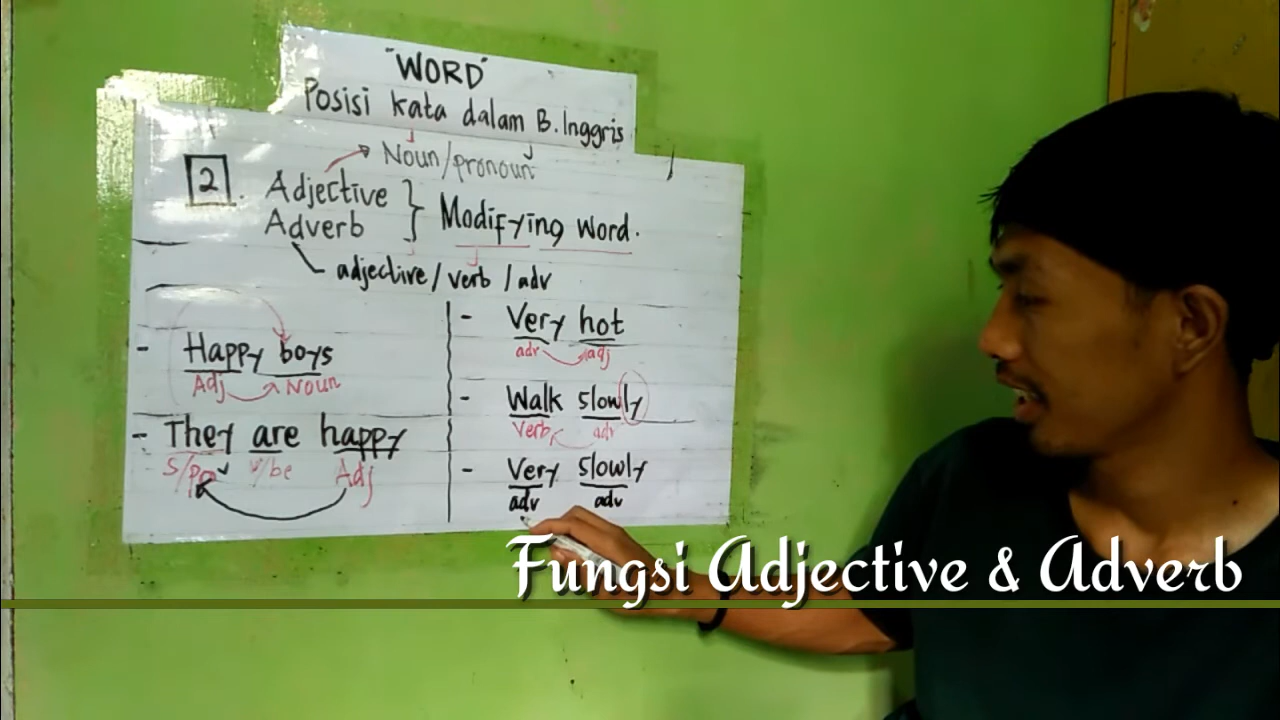 "WORD"
Posisi kata dalam B. Inggris
Noun/pronoun
2. Adjective
Adverb } Modifying word.
adjective / verb / adv
- Happy boys
Adj Noun
- They are happy
S/pro v/be Adj
- Very hot
adv adj
- Walk slowly
Verb adv
- Very slowly
adv adv
Fungsi Adjective & Adverb